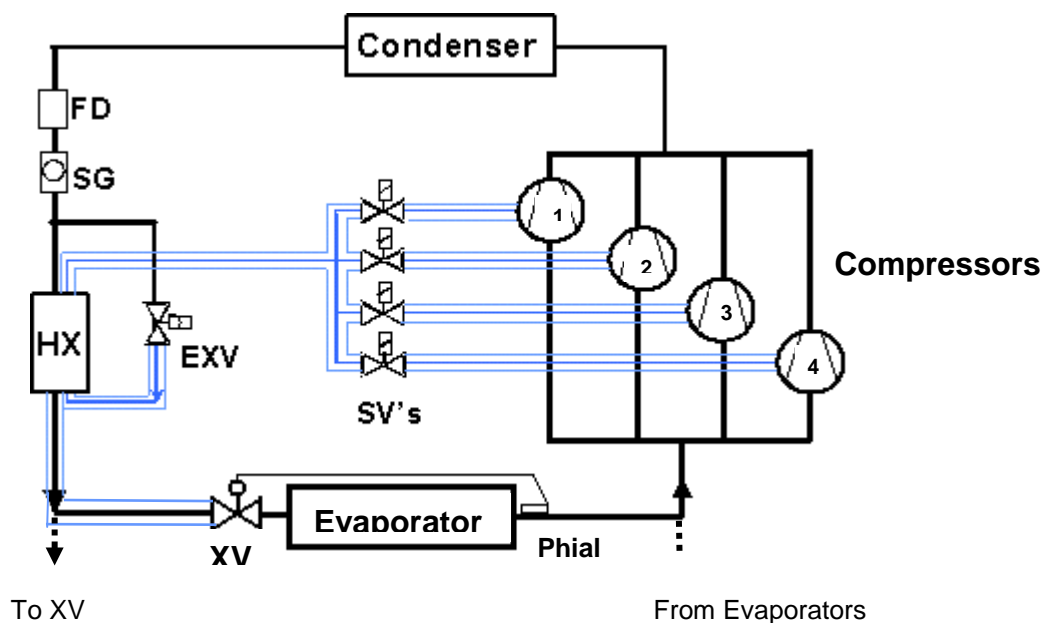 Condenser
FD
SG
1
2
Compressors
3
HX
EXV
4
SV's
Evaporator
XV
Phial
To XV
From Evaporators